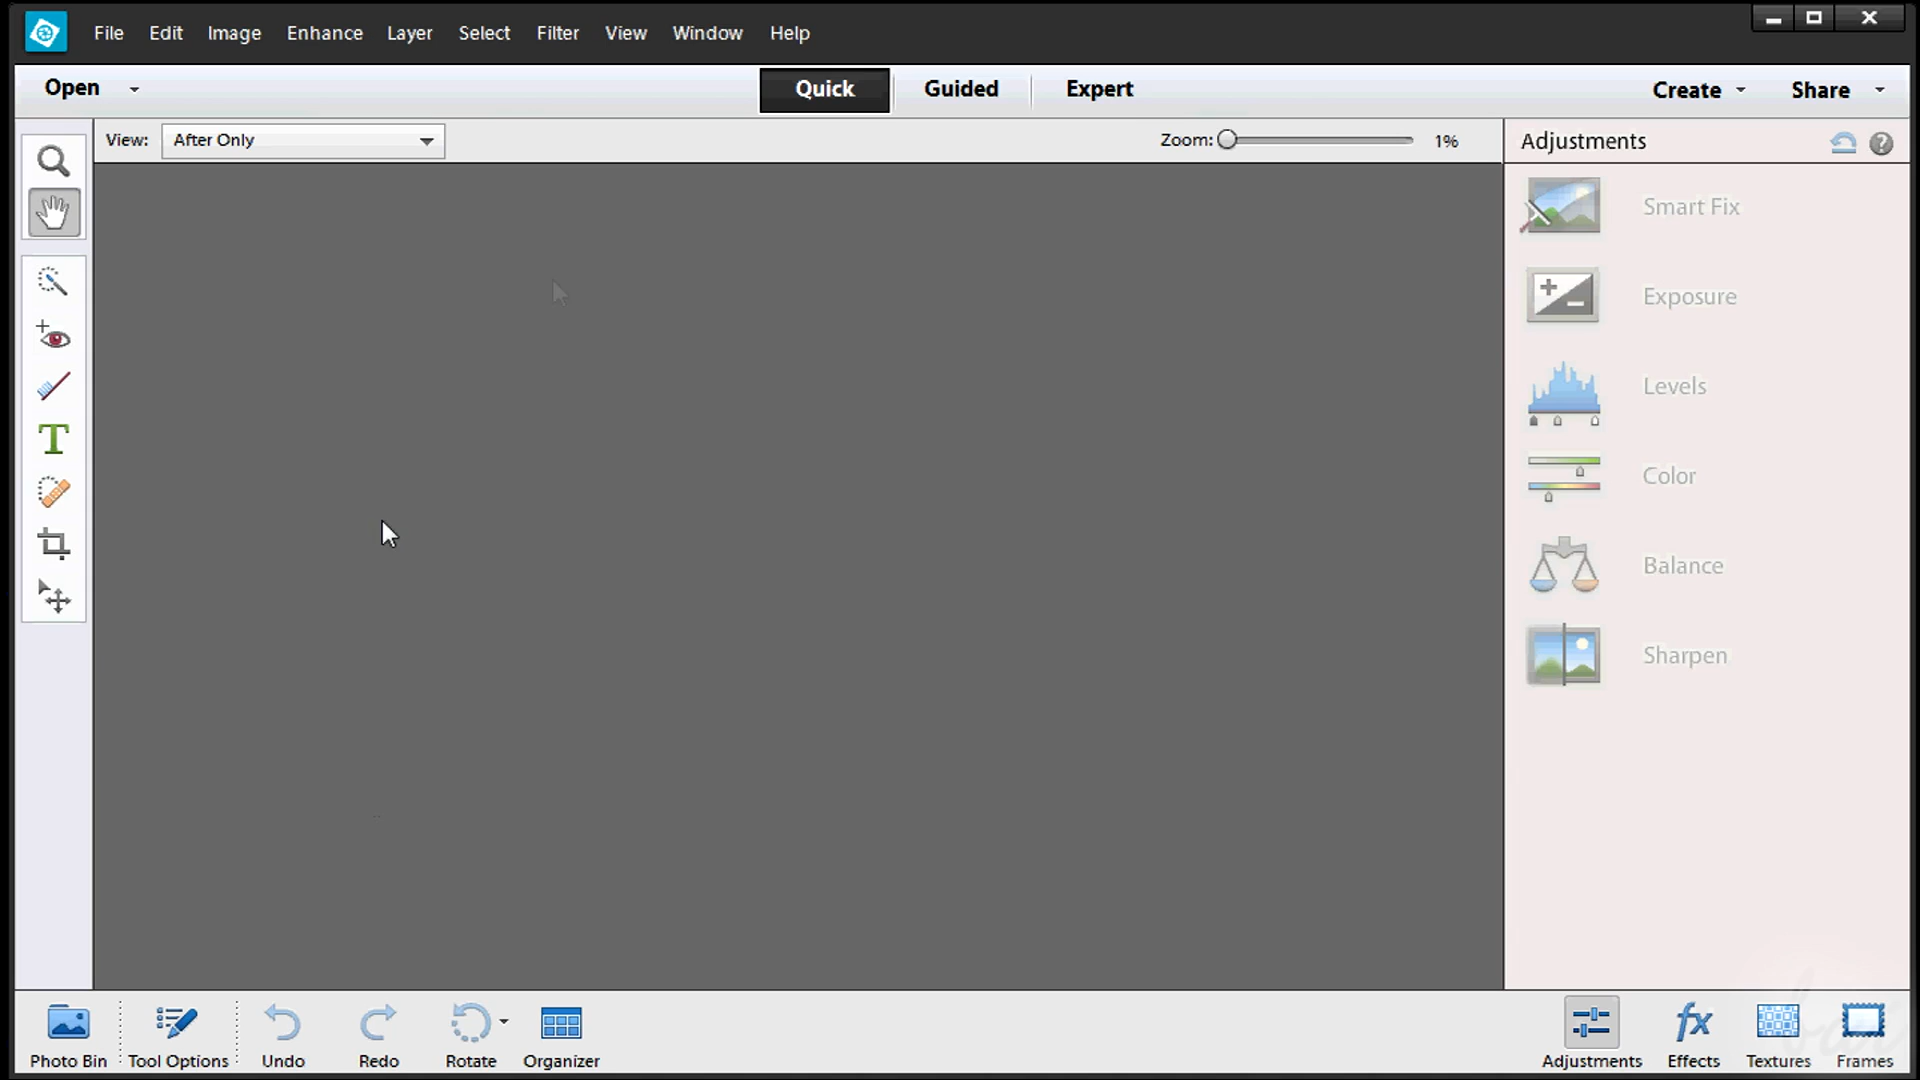 File Edit Image Enhance Layer Select Filter View Window Help
Open Quick Guided Expert Create Share
View: After Only Zoom: 1% Adjustments
Smart Fix
Exposure
Levels
Color
Balance
Sharpen
Photo Bin Tool Options Undo Redo Rotate Organizer Adjustments Effects Textures Frames